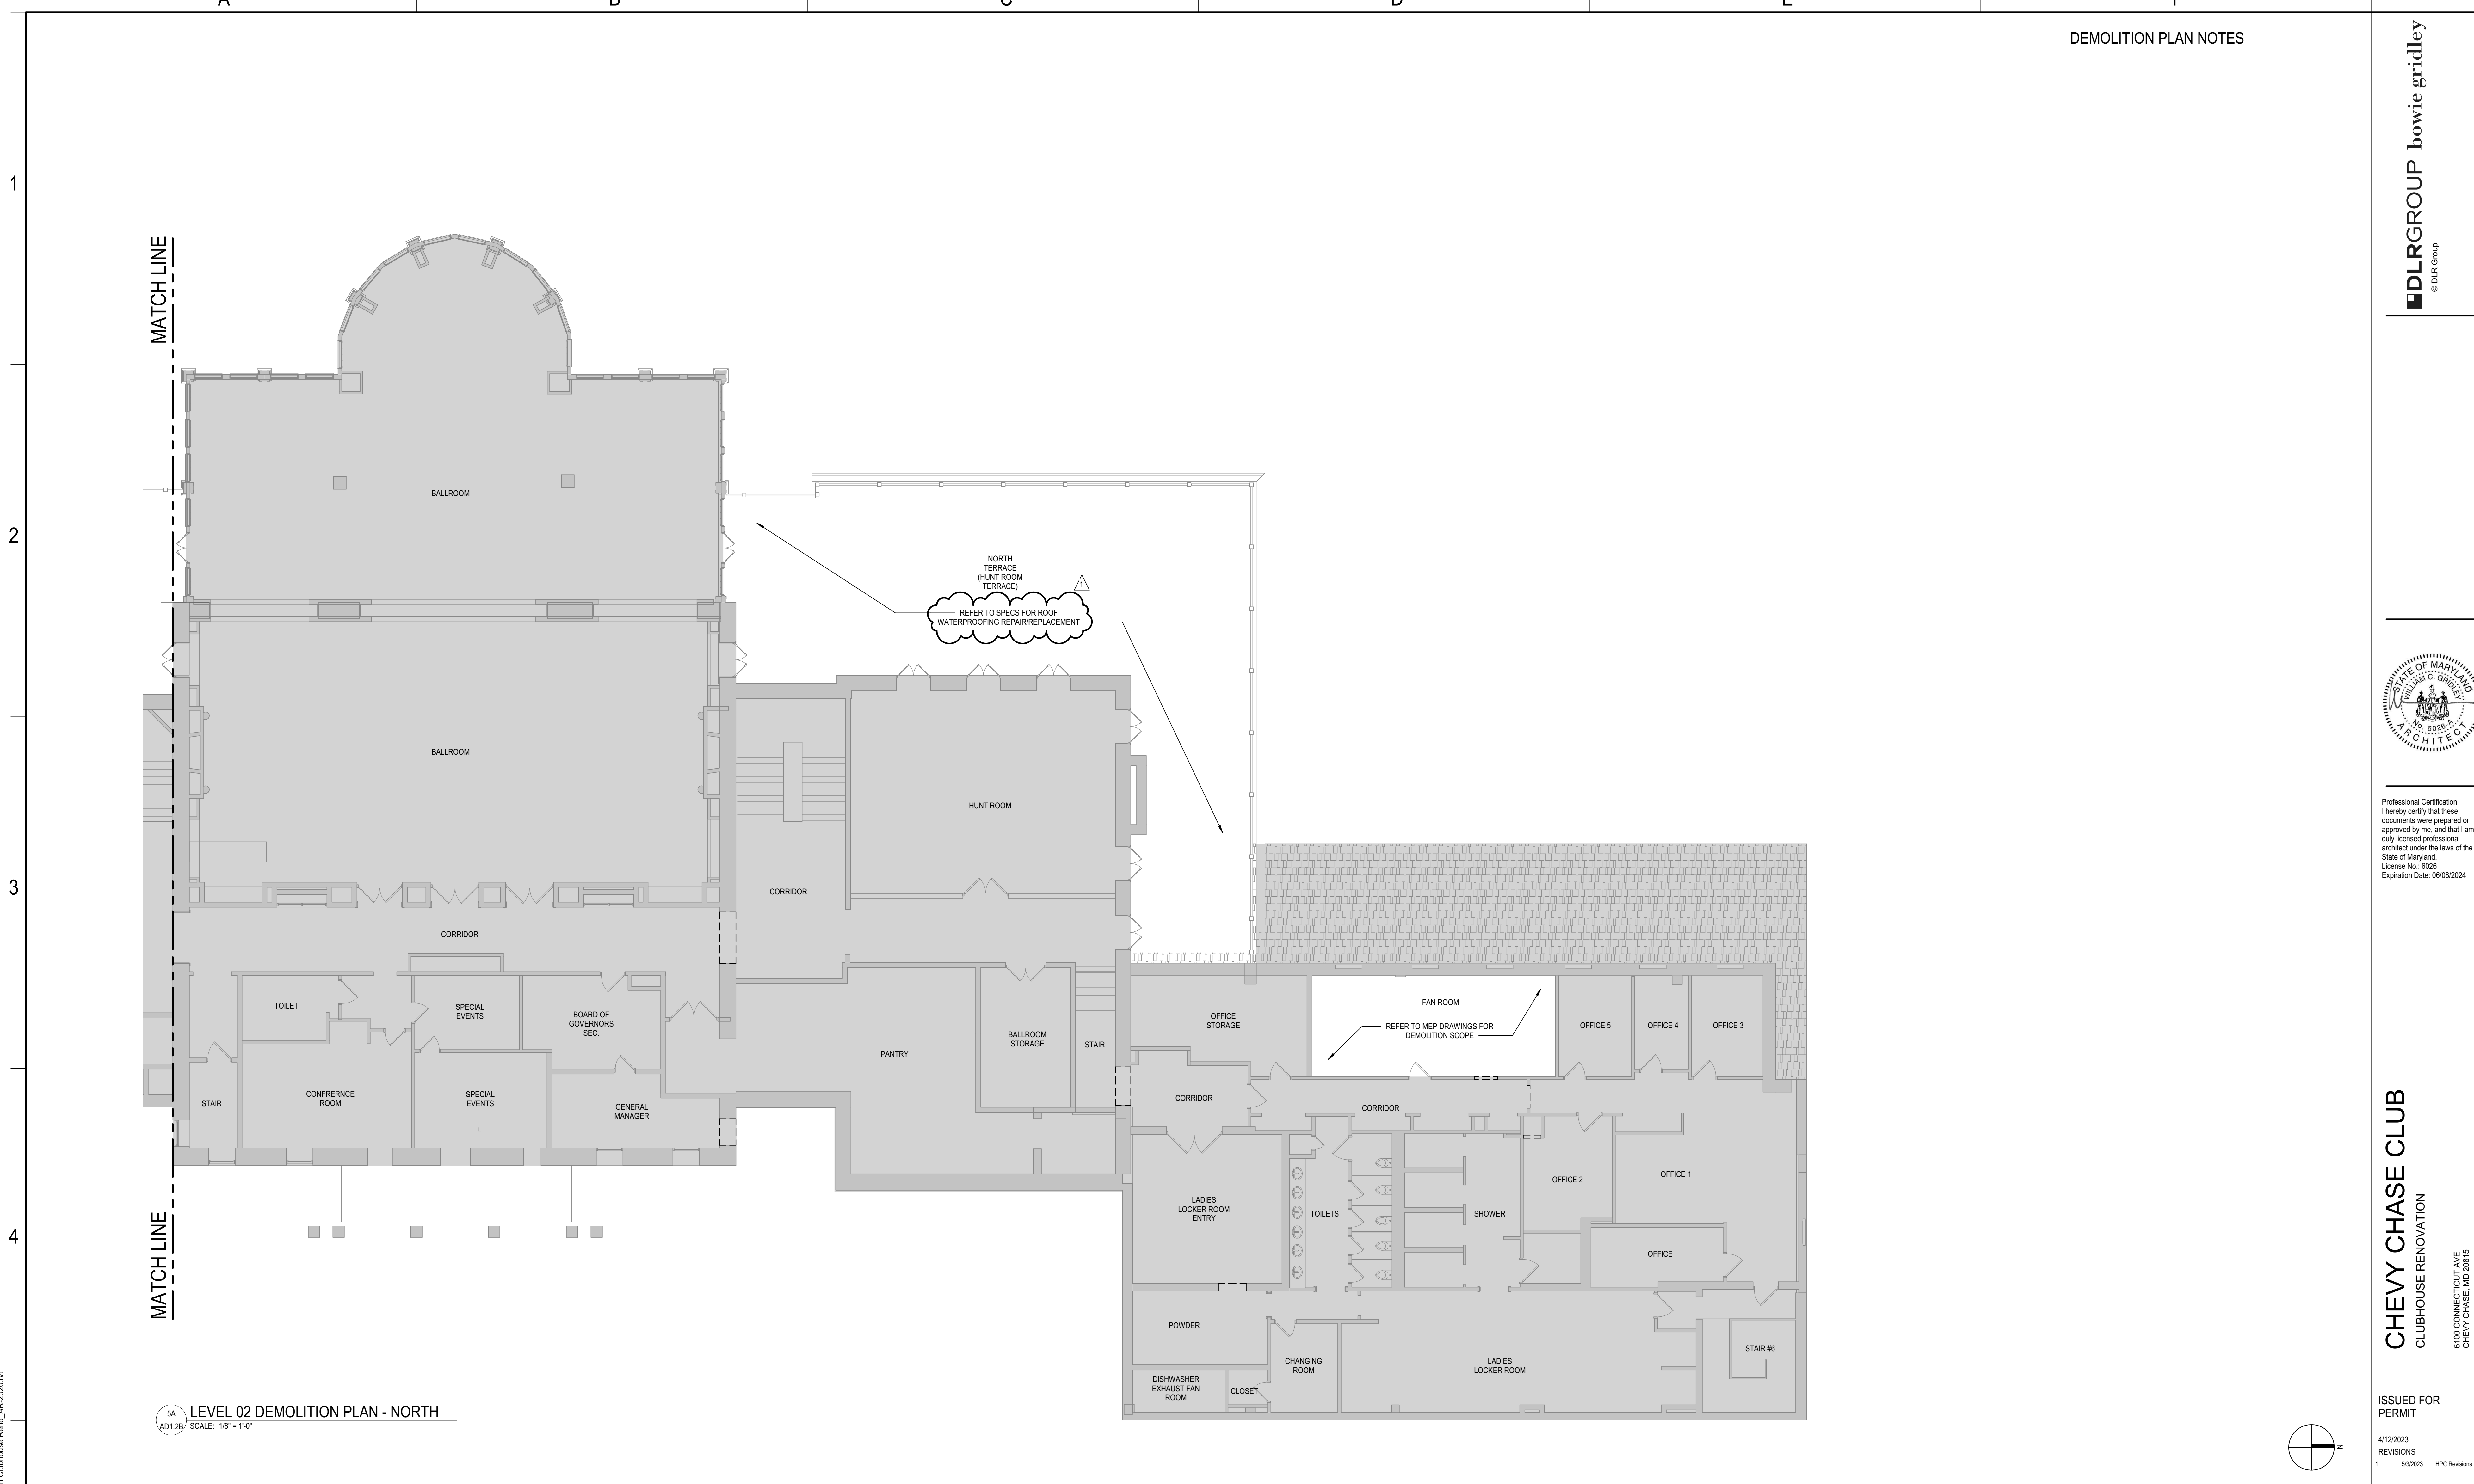 A
B
C
D
E
DEMOLITION PLAN NOTES
1
2
3
4
MATCH LINE
BALLROOM
NORTH
TERRACE
(HUNT ROOM
TERRACE)
1
REFER TO SPECS FOR ROOF
WATERPROOFING REPAIR/REPLACEMENT
BALLROOM
HUNT ROOM
CORRIDOR
CORRIDOR
TOILET
SPECIAL
EVENTS
BOARD OF
GOVERNORS
SEC.
PANTRY
BALLROOM
STORAGE
STAIR
OFFICE
STORAGE
FAN ROOM
REFER TO MEP DRAWINGS FOR
DEMOLITION SCOPE
OFFICE 5
OFFICE 4
OFFICE 3
STAIR
CONFRERNCE
ROOM
SPECIAL
EVENTS
GENERAL
MANAGER
CORRIDOR
CORRIDOR
LADIES
LOCKER ROOM
ENTRY
TOILETS
SHOWER
OFFICE 2
OFFICE 1
OFFICE
POWDER
CHANGING
ROOM
LADIES
LOCKER ROOM
STAIR #6
DISHWASHER
EXHAUST FAN
ROOM
CLOSET
MATCH LINE
5A
AD1.2B
LEVEL 02 DEMOLITION PLAN - NORTH
SCALE: 1/8" = 1'-0"
N
DLRGROUP | bowie gridley
© DLR Group
STATE OF MARYLAND
WILLIAM C. GRIDLEY
No. 6026-A
ARCHITECT
Professional Certification
I hereby certify that these
documents were prepared or
approved by me, and that I am
duly licensed professional
architect under the laws of the
State of Maryland.
License No.: 6026
Expiration Date: 06/08/2024
CHEVY CHASE CLUB
CLUBHOUSE RENOVATION
6100 CONNECTICUT AVE
CHEVY CHASE, MD 20815
ISSUED FOR
PERMIT
4/12/2023
REVISIONS
1 5/3/2023 HPC Revisions